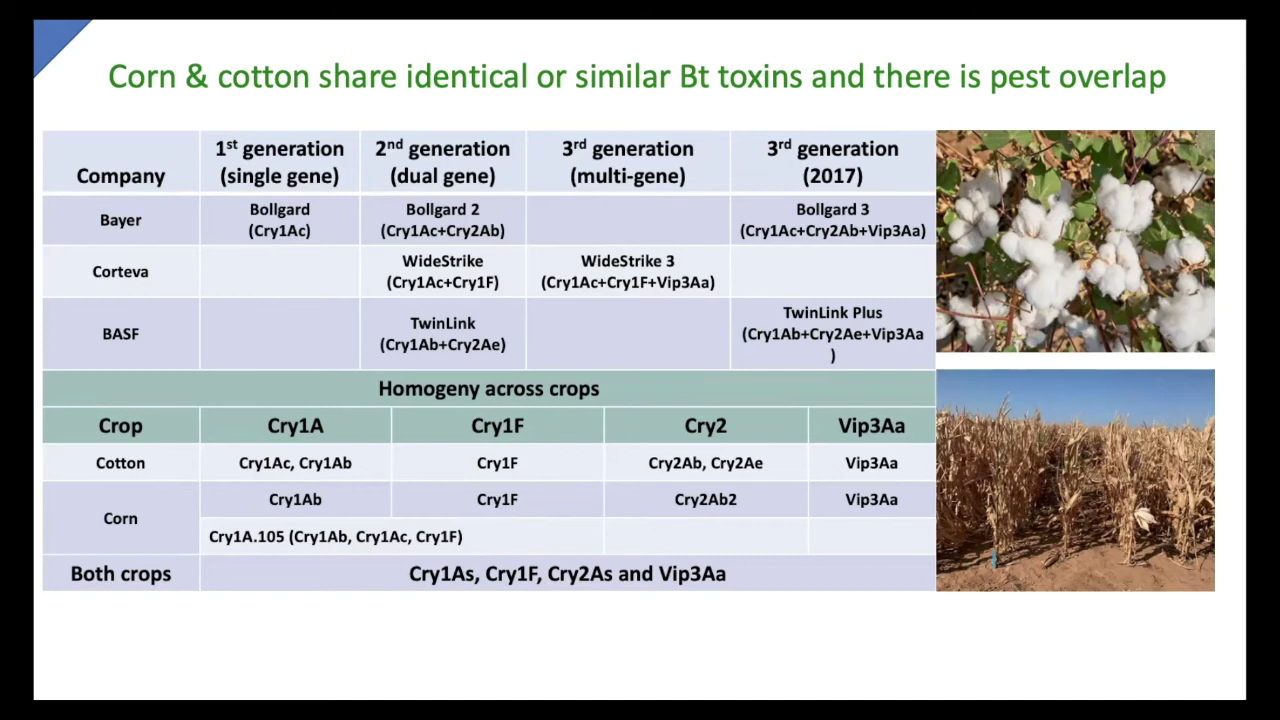 Corn & cotton share identical or similar Bt toxins and there is pest overlap
Company
1st generation
(single gene)
2nd generation
(dual gene)
3rd generation
(multi-gene)
3rd generation
(2017)
Bayer
Bollgard
(Cry1Ac)
Bollgard 2
(Cry1Ac+Cry2Ab)
Bollgard 3
(Cry1Ac+Cry2Ab+Vip3Aa)
Corteva
WideStrike
(Cry1Ac+Cry1F)
WideStrike 3
(Cry1Ac+Cry1F+Vip3Aa)
BASF
TwinLink
(Cry1Ab+Cry2Ae)
TwinLink Plus
(Cry1Ab+Cry2Ae+Vip3Aa
)
Homogeny across crops
Crop
Cry1A
Cry1F
Cry2
Vip3Aa
Cotton
Cry1Ac, Cry1Ab
Cry1F
Cry2Ab, Cry2Ae
Vip3Aa
Corn
Cry1Ab
Cry1F
Cry2Ab2
Vip3Aa
Cry1A.105 (Cry1Ab, Cry1Ac, Cry1F)
Both crops
Cry1As, Cry1F, Cry2As and Vip3Aa